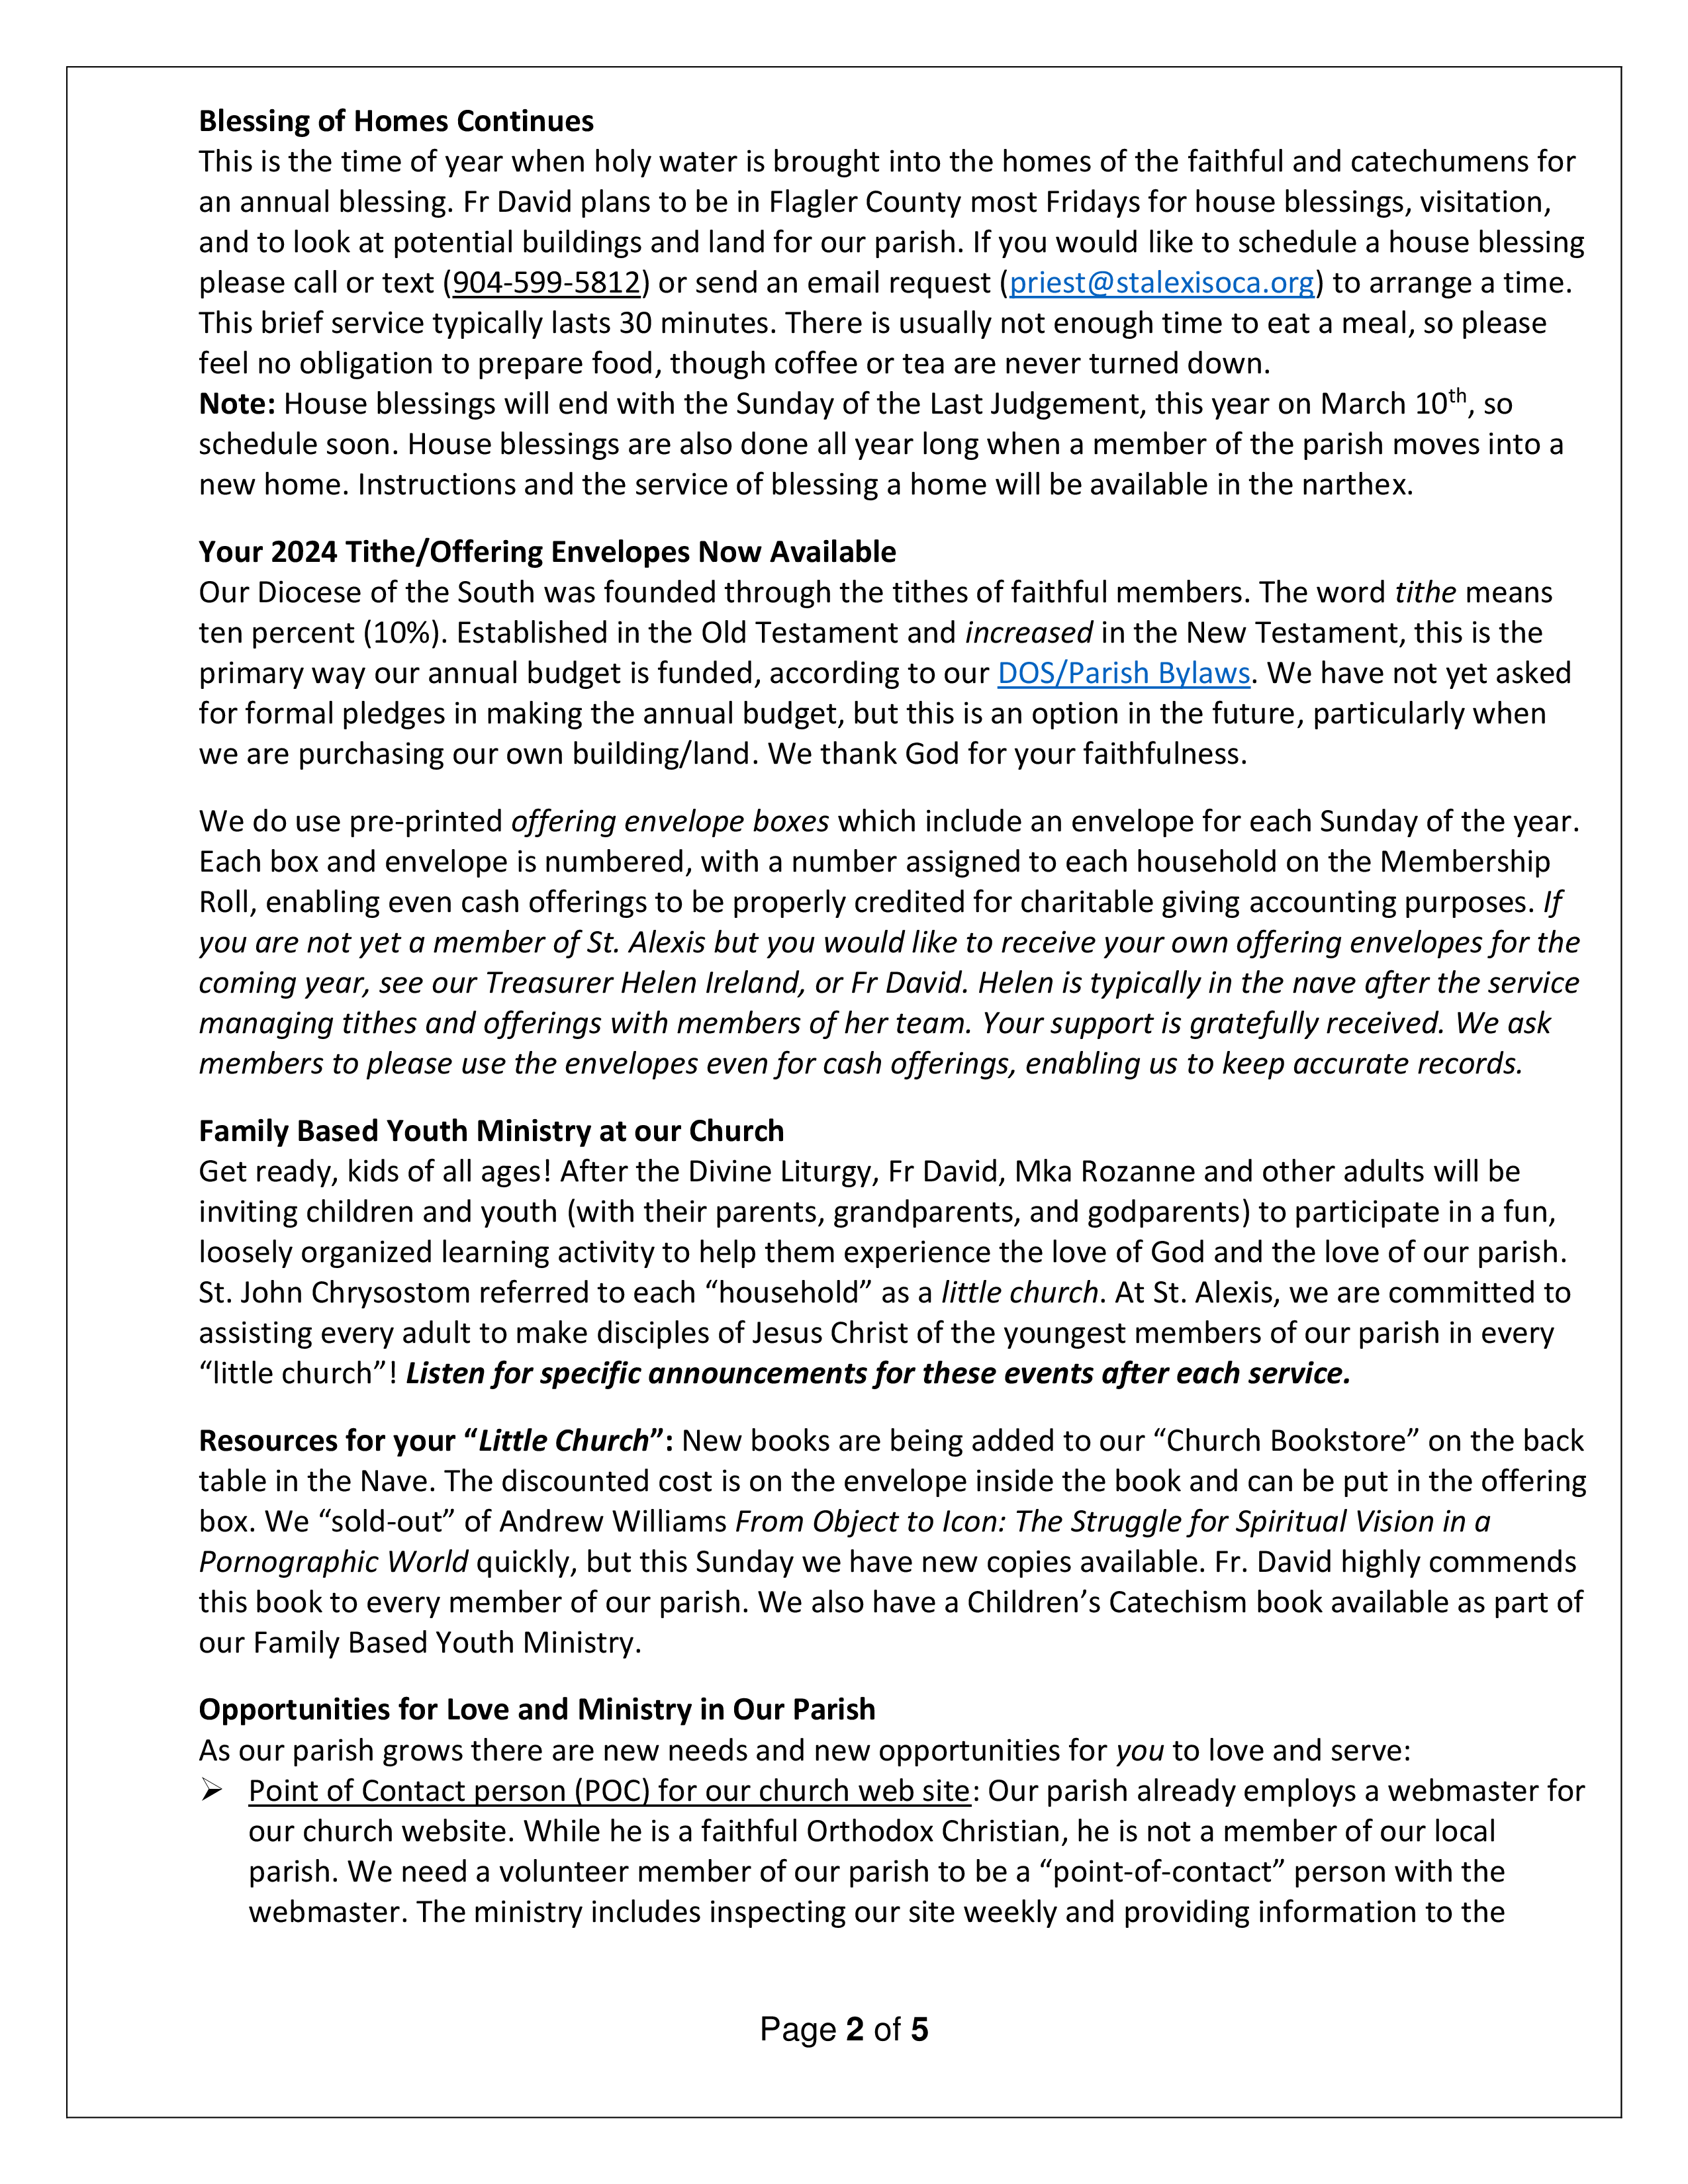 Blessing of Homes Continues
This is the time of year when holy water is brought into the homes of the faithful and catechumens for
an annual blessing. Fr David plans to be in Flagler County most Fridays for house blessings, visitation,
and to look at potential buildings and land for our parish. If you would like to schedule a house blessing
please call or text (904-599-5812) or send an email request (priest@stalexisoca.org) to arrange a time.
This brief service typically lasts 30 minutes. There is usually not enough time to eat a meal, so please
feel no obligation to prepare food, though coffee or tea are never turned down.
Note: House blessings will end with the Sunday of the Last Judgement, this year on March 10th, so
schedule soon. House blessings are also done all year long when a member of the parish moves into a
new home. Instructions and the service of blessing a home will be available in the narthex.
Your 2024 Tithe/Offering Envelopes Now Available
Our Diocese of the South was founded through the tithes of faithful members. The word tithe means
ten percent (10%). Established in the Old Testament and increased in the New Testament, this is the
primary way our annual budget is funded, according to our DOS/Parish Bylaws. We have not yet asked
for formal pledges in making the annual budget, but this is an option in the future, particularly when
we are purchasing our own building/land. We thank God for your faithfulness.
We do use pre-printed offering envelope boxes which include an envelope for each Sunday of the year.
Each box and envelope is numbered, with a number assigned to each household on the Membership
Roll, enabling even cash offerings to be properly credited for charitable giving accounting purposes. If
you are not yet a member of St. Alexis but you would like to receive your own offering envelopes for the
coming year, see our Treasurer Helen Ireland, or Fr David. Helen is typically in the nave after the service
managing tithes and offerings with members of her team. Your support is gratefully received. We ask
members to please use the envelopes even for cash offerings, enabling us to keep accurate records.
Family Based Youth Ministry at our Church
Get ready, kids of all ages! After the Divine Liturgy, Fr David, Mka Rozanne and other adults will be
inviting children and youth (with their parents, grandparents, and godparents) to participate in a fun,
loosely organized learning activity to help them experience the love of God and the love of our parish.
St. John Chrysostom referred to each “household” as a little church. At St. Alexis, we are committed to
assisting every adult to make disciples of Jesus Christ of the youngest members of our parish in every
“little church”! Listen for specific announcements for these events after each service.
Resources for your “Little Church”: New books are being added to our “Church Bookstore” on the back
table in the Nave. The discounted cost is on the envelope inside the book and can be put in the offering
box. We “sold-out” of Andrew Williams From Object to Icon: The Struggle for Spiritual Vision in a
Pornographic World quickly, but this Sunday we have new copies available. Fr. David highly commends
this book to every member of our parish. We also have a Children’s Catechism book available as part of
our Family Based Youth Ministry.
Opportunities for Love and Ministry in Our Parish
As our parish grows there are new needs and new opportunities for you to love and serve:
➢ Point of Contact person (POC) for our church web site: Our parish already employs a webmaster for
our church website. While he is a faithful Orthodox Christian, he is not a member of our local
parish. We need a volunteer member of our parish to be a “point-of-contact” person with the
webmaster. The ministry includes inspecting our site weekly and providing information to the
Page 2 of 5